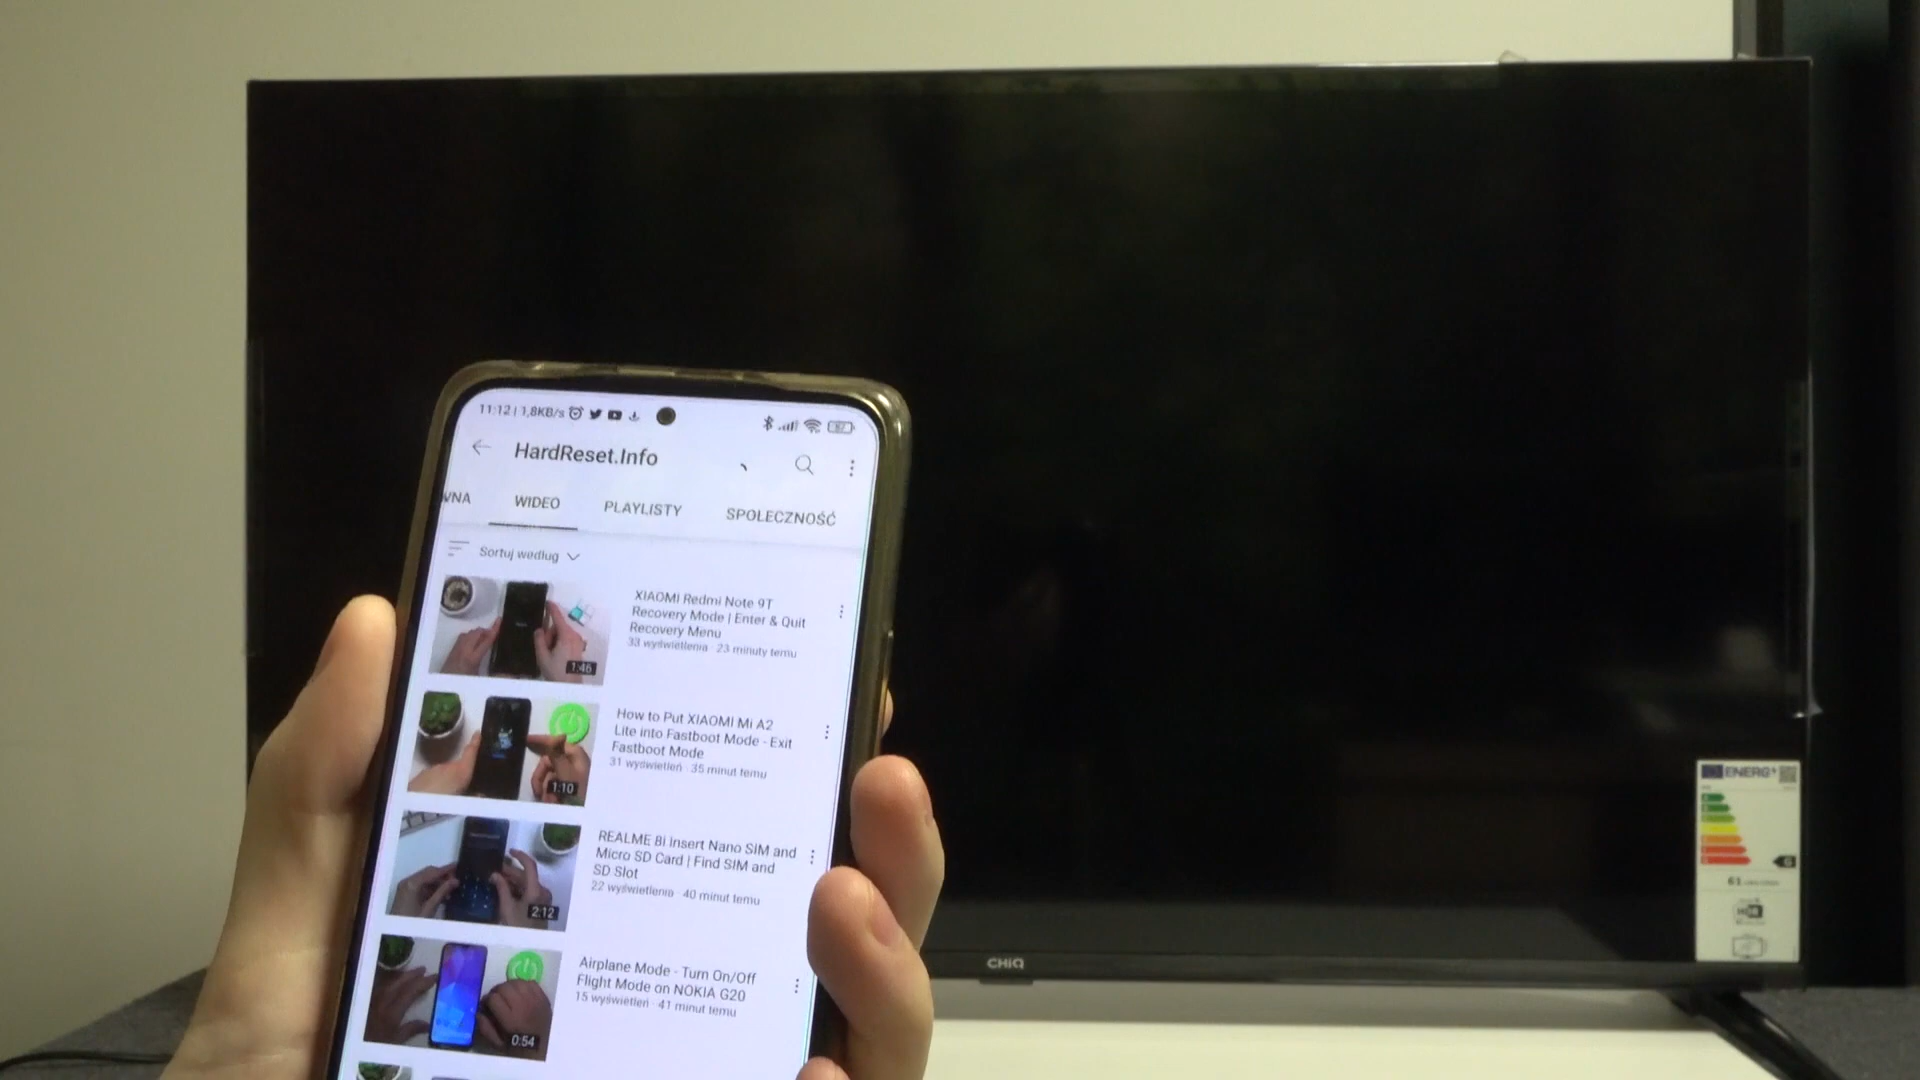 11:12 | 1,8KB/s
HardReset.Info
WNA
WIDEO
PLAYLISTY
SPOŁECZNOŚĆ
Sortuj według
XIAOMI Redmi Note 9T
Recovery Mode | Enter & Quit
Recovery Menu
33 wyświetlenia · 23 minuty temu
1:46
How to Put XIAOMI Mi A2
Lite into Fastboot Mode - Exit
Fastboot Mode
31 wyświetleń · 35 minut temu
1:10
REALME 8i Insert Nano SIM and
Micro SD Card | Find SIM and
SD Slot
22 wyświetlenia · 40 minut temu
2:12
Airplane Mode - Turn On/Off
Flight Mode on NOKIA G20
15 wyświetleń · 41 minut temu
0:54
CHiQ
ENERG
G
61